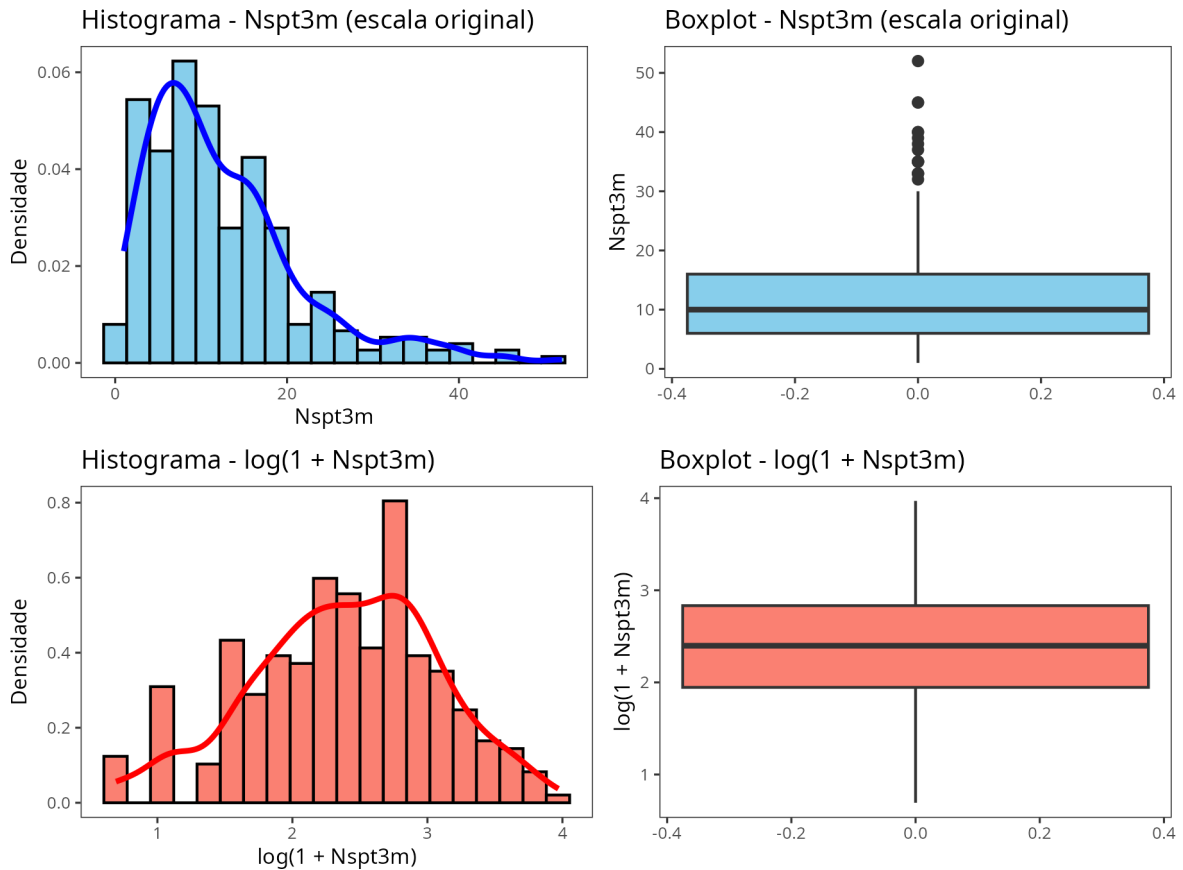 Histograma - Nspt3m (escala original)
Densidade
0.06
0.04
0.02
0.00
0 20 40
Nspt3m
Boxplot - Nspt3m (escala original)
Nspt3m
50
40
30
20
10
0
-0.4 -0.2 0.0 0.2 0.4
Histograma - log(1 + Nspt3m)
Densidade
0.8
0.6
0.4
0.2
0.0
1 2 3 4
log(1 + Nspt3m)
Boxplot - log(1 + Nspt3m)
log(1 + Nspt3m)
4
3
2
1
-0.4 -0.2 0.0 0.2 0.4